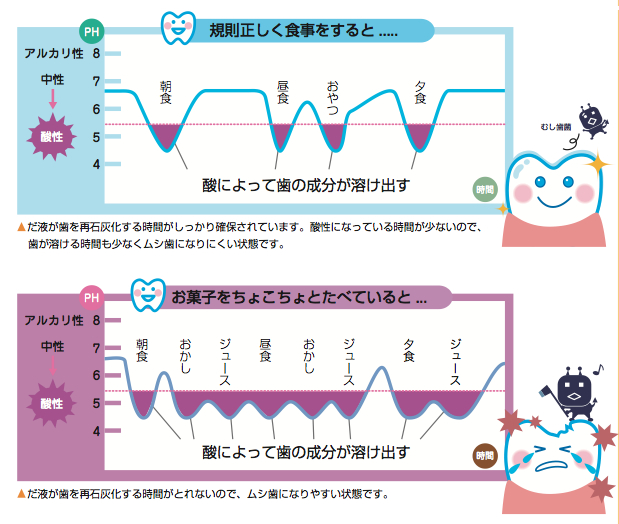 規則正しく食事をすると.....
PH
アルカリ性 8
中性 7
6
酸性 5
4
朝食
昼食
おやつ
夕食
酸によって歯の成分が溶け出す
時間
むし歯菌
▲だ液が歯を再石灰化する時間がしっかり確保されています。酸性になっている時間が少ないので、
歯が溶ける時間も少なくムシ歯になりにくい状態です。
お菓子をちょこちょとたべていると...
PH
アルカリ性 8
中性 7
6
酸性 5
4
朝食
おかし
ジュース
昼食
おかし
ジュース
夕食
ジュース
酸によって歯の成分が溶け出す
時間
▲だ液が歯を再石灰化する時間がとれないので、ムシ歯になりやすい状態です。